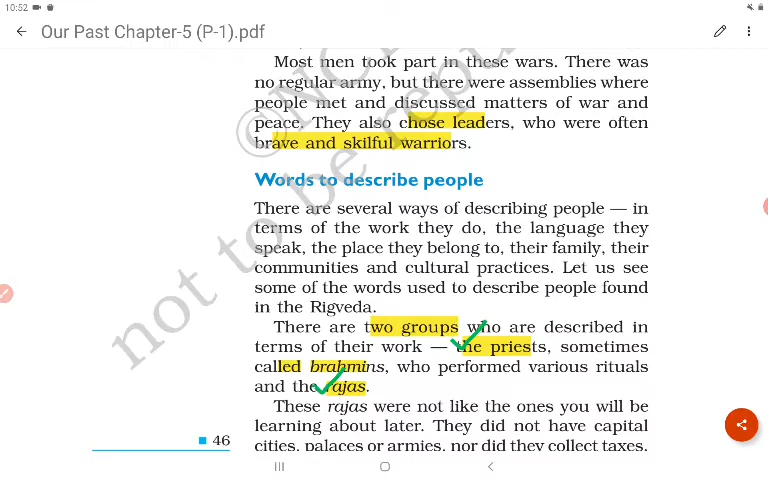 10:52
Our Past Chapter-5 (P-1).pdf
Most men took part in these wars. There was
no regular army, but there were assemblies where
people met and discussed matters of war and
peace. They also chose leaders, who were often
brave and skilful warriors.
Words to describe people
There are several ways of describing people — in
terms of the work they do, the language they
speak, the place they belong to, their family, their
communities and cultural practices. Let us see
some of the words used to describe people found
in the Rigveda.
There are two groups who are described in
terms of their work — the priests, sometimes
called brahmins, who performed various rituals
and the rajas.
These rajas were not like the ones you will be
learning about later. They did not have capital
cities, palaces or armies, nor did they collect taxes.
46
not to be repu
©NC